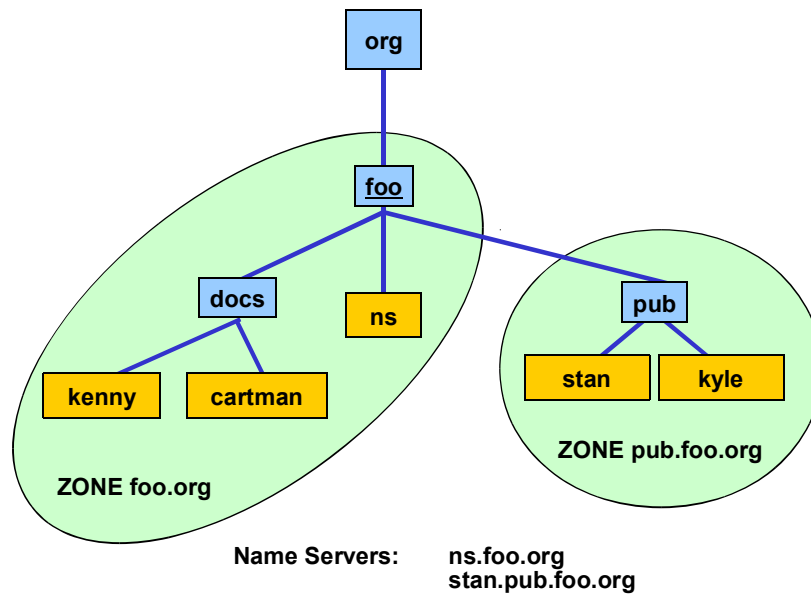 org
foo
docs
ns
pub
kenny
cartman
stan
kyle
ZONE foo.org
ZONE pub.foo.org
Name Servers: ns.foo.org
stan.pub.foo.org